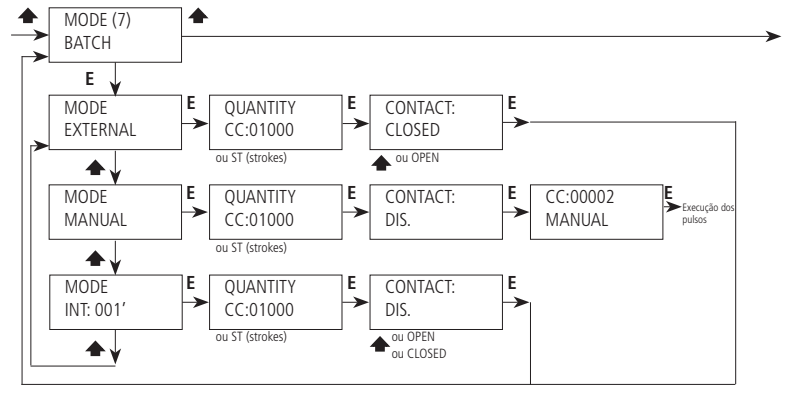 MODE (7)
BATCH
E
MODE
EXTERNAL
E
QUANTITY
CC:01000
ou ST (strokes)
E
CONTACT:
CLOSED
ou OPEN
E
MODE
MANUAL
E
QUANTITY
CC:01000
ou ST (strokes)
E
CONTACT:
DIS.
E
CC:00002
MANUAL
E
Execução dos
pulsos
MODE
INT: 001’
E
QUANTITY
CC:01000
ou ST (strokes)
E
CONTACT:
DIS.
ou OPEN
ou CLOSED
E